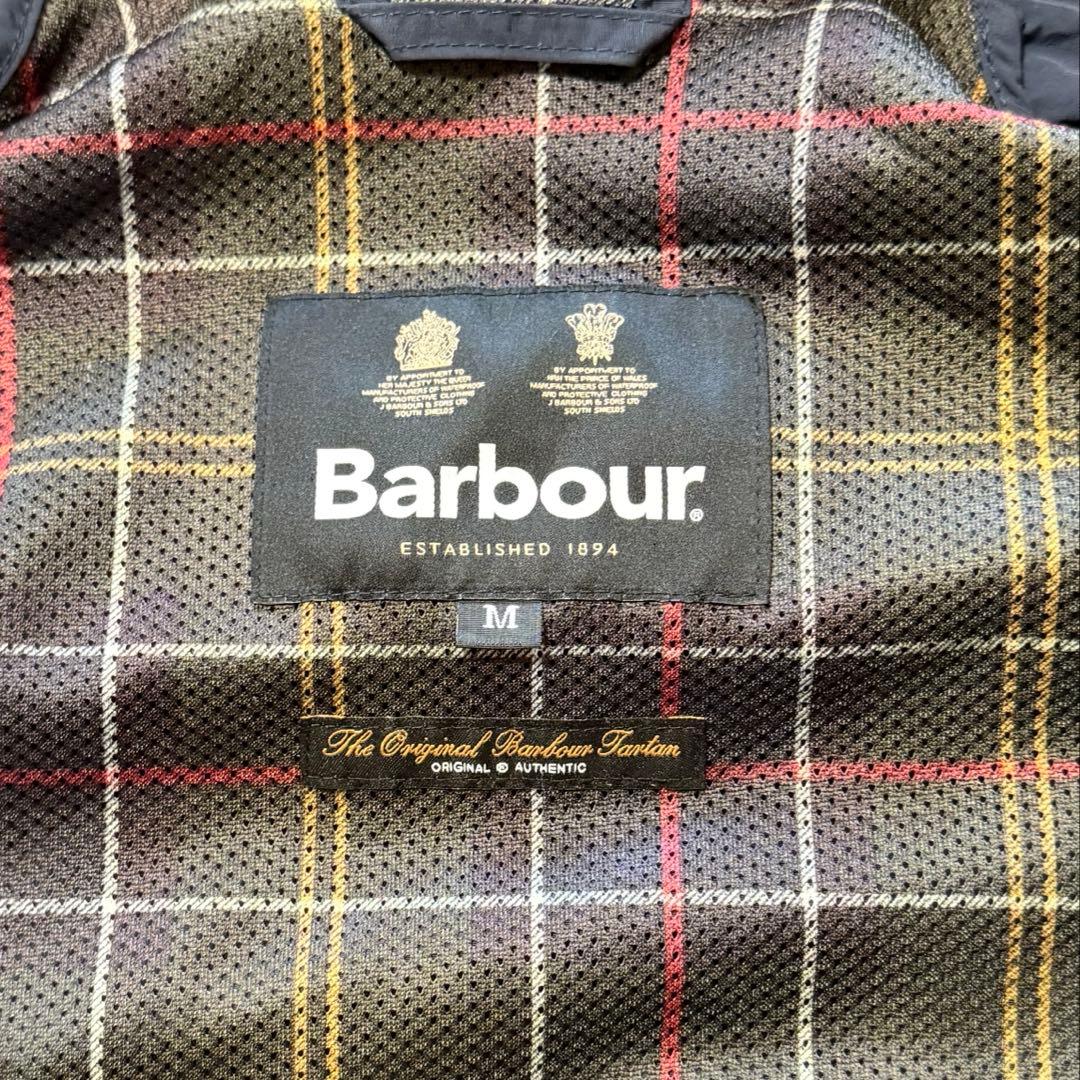 BY APPOINTMENT TO
HER MAJESTY THE QUEEN
MANUFACTURERS OF WATERPROOF
AND PROTECTIVE CLOTHING
J BARBOUR & SONS LTD
SOUTH SHIELDS
BY APPOINTMENT TO
HRH THE PRINCE OF WALES
MANUFACTURERS OF WATERPROOF
AND PROTECTIVE CLOTHING
J BARBOUR & SONS LTD
SOUTH SHIELDS
Barbour®
ESTABLISHED 1894
M
The Original Barbour Tartan
ORIGINAL ® AUTHENTIC